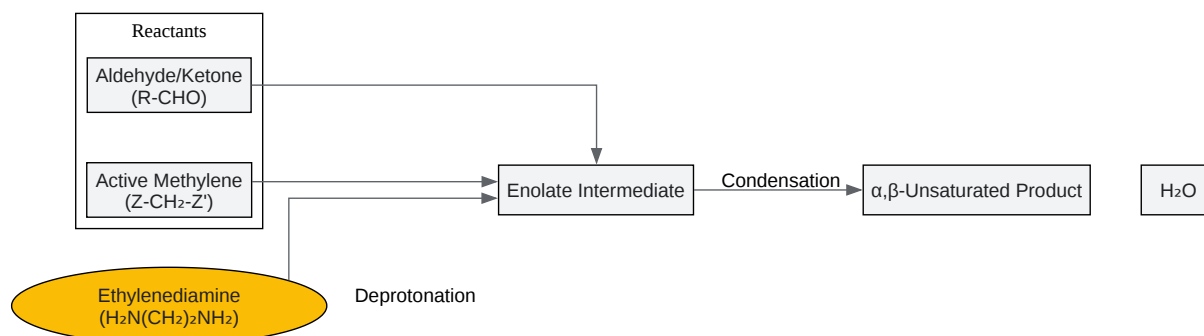 Reactants
Aldehyde/Ketone
(R-CHO)
Active Methylene
(Z-CH₂-Z')
Enolate Intermediate
Condensation
α,β-Unsaturated Product
H₂O
Ethylenediamine
(H₂N(CH₂)₂NH₂)
Deprotonation